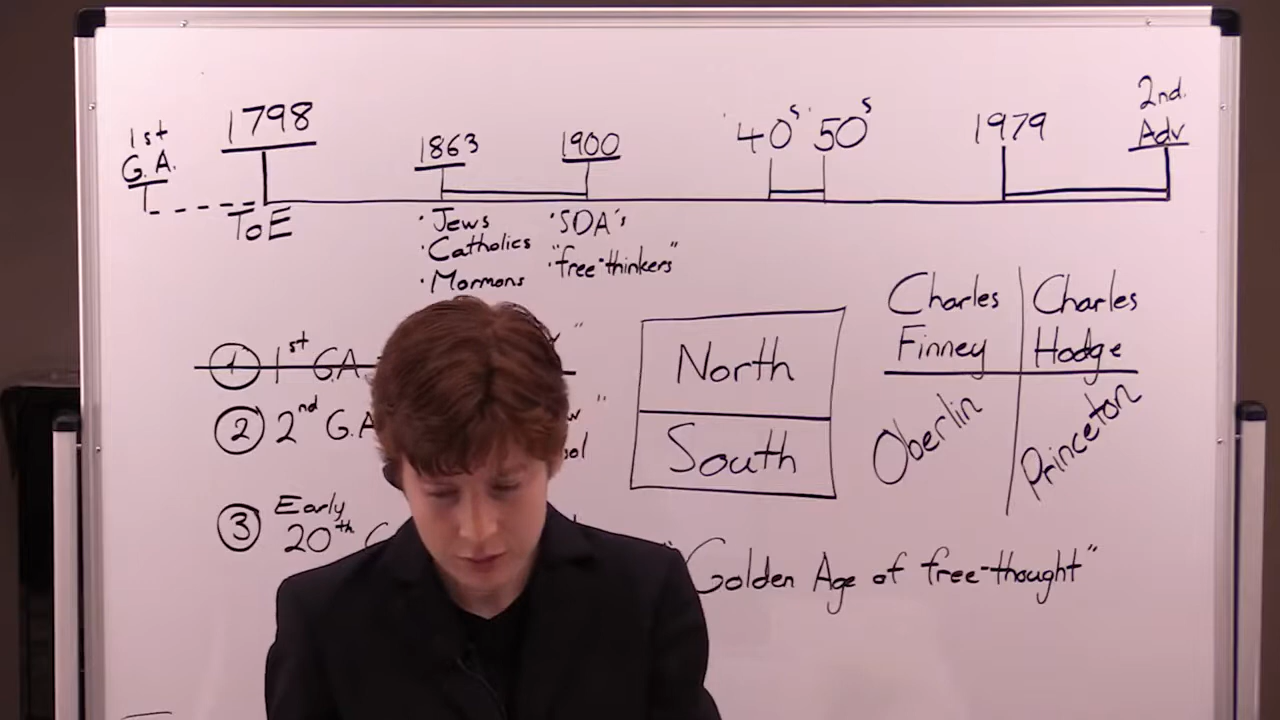 1st
G.A.
1798
1863
1900
'40s '50s
1979
2nd.
Adv
ToE
· Jews
· Catholics
· Mormons
· SDA's
· "free-thinkers"
① 1st G.A.
② 2nd G.A
③ Early
20th
North
South
Charles
Finney
Charles
Hodge
Oberlin
Princeton
"Golden Age of free-thought"